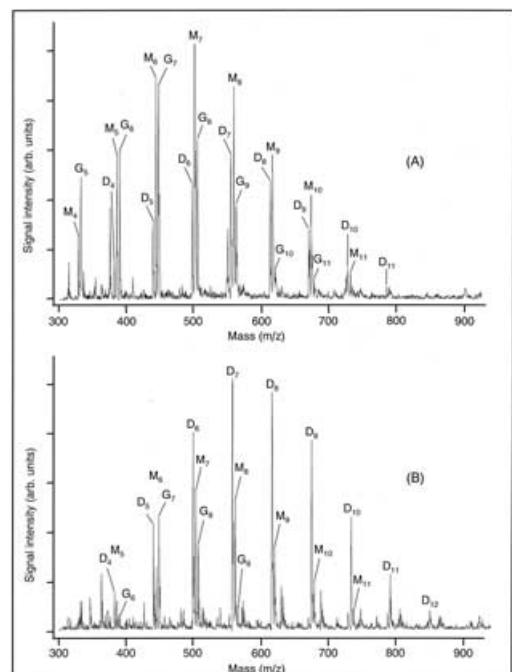 M₇
M₆ G₇
M₈
M₅ G₆ G₈
D₇
G₅ D₄ D₆ D₈ M₉
M₄ D₅ G₉ D₉ M₁₀
D₁₀
G₁₀ G₁₁ M₁₁ D₁₁
(A)
Signal intensity (arb. units)
300 400 500 600 700 800 900
Mass (m/z)
D₇
D₈
D₆ D₉
M₇ M₈
M₆
D₅ G₇ D₁₀
G₈ M₉
D₄ M₅ M₁₀
G₆ G₉ M₁₁ D₁₁
D₁₂
(B)
Signal intensity (arb. units)
300 400 500 600 700 800 900
Mass (m/z)